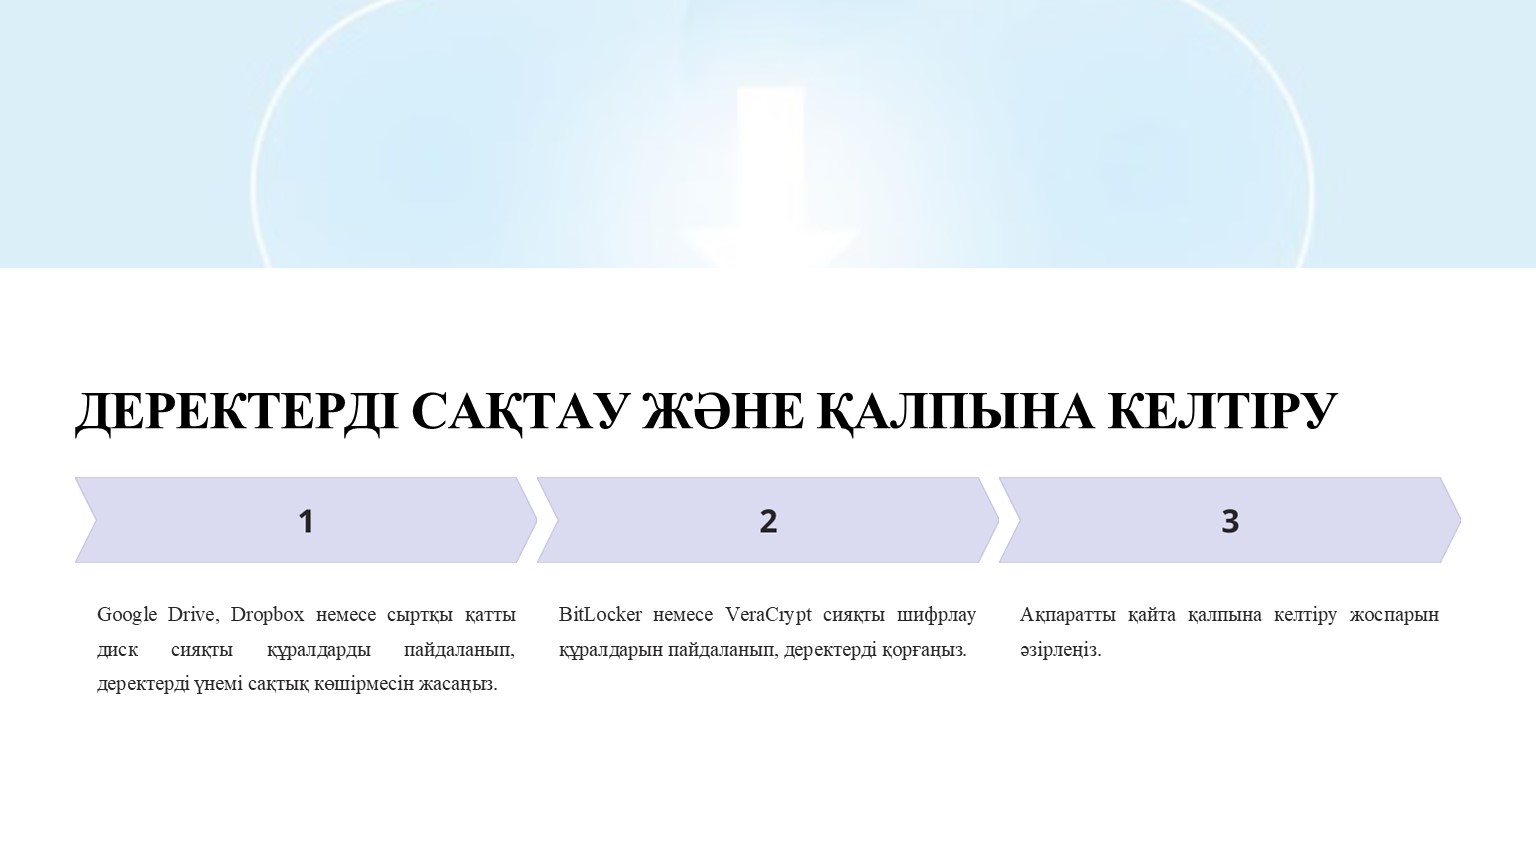 ДЕРЕКТЕРДІ САҚТАУ ЖӘНЕ ҚАЛПЫНА КЕЛТІРУ
1
2
3
Google Drive, Dropbox немесе сыртқы қатты
диск сияқты құралдарды пайдаланып,
деректерді үнемі сақтық көшірмесін жасаңыз.
BitLocker немесе VeraCrypt сияқты шифрлау
құралдарын пайдаланып, деректерді қорғаңыз.
Ақпаратты қайта қалпына келтіру жоспарын
әзірлеңіз.